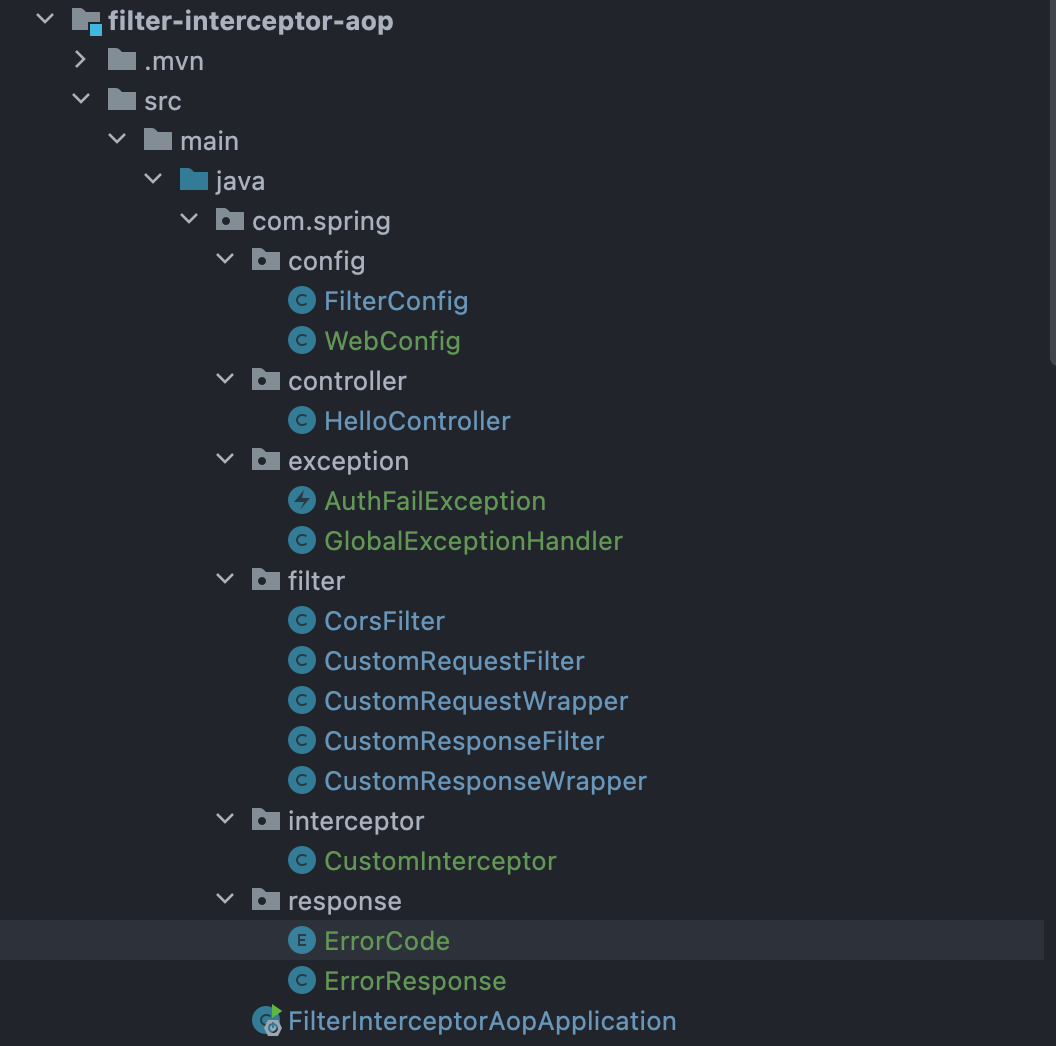 filter-interceptor-aop
.mvn
src
main
java
com.spring
config
C FilterConfig
C WebConfig
controller
C HelloController
exception
AuthFailException
C GlobalExceptionHandler
filter
C CorsFilter
C CustomRequestFilter
C CustomRequestWrapper
C CustomResponseFilter
C CustomResponseWrapper
interceptor
C CustomInterceptor
response
E ErrorCode
C ErrorResponse
C FilterInterceptorAopApplication